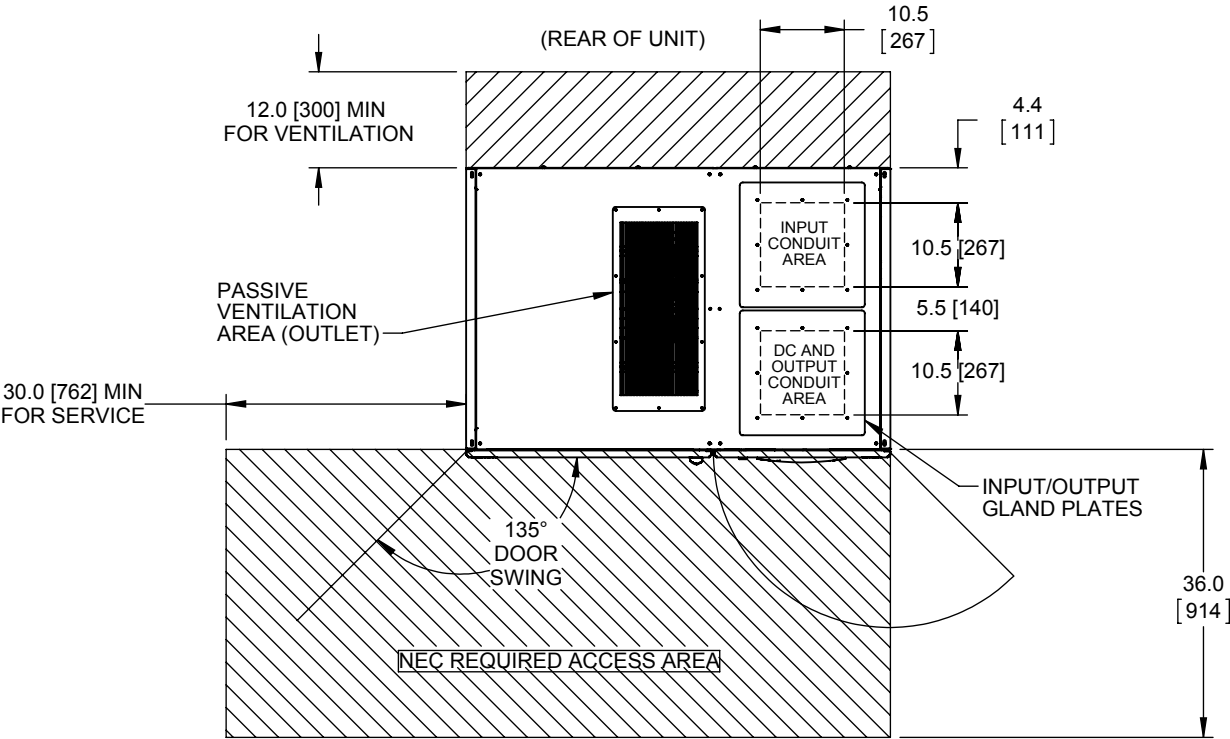 (REAR OF UNIT)
10.5
[267]
12.0 [300] MIN
FOR VENTILATION
4.4
[111]
INPUT
CONDUIT
AREA
10.5 [267]
PASSIVE
VENTILATION
AREA (OUTLET)
5.5 [140]
DC AND
OUTPUT
CONDUIT
AREA
10.5 [267]
30.0 [762] MIN
FOR SERVICE
INPUT/OUTPUT
GLAND PLATES
135°
DOOR
SWING
36.0
[914]
NEC REQUIRED ACCESS AREA